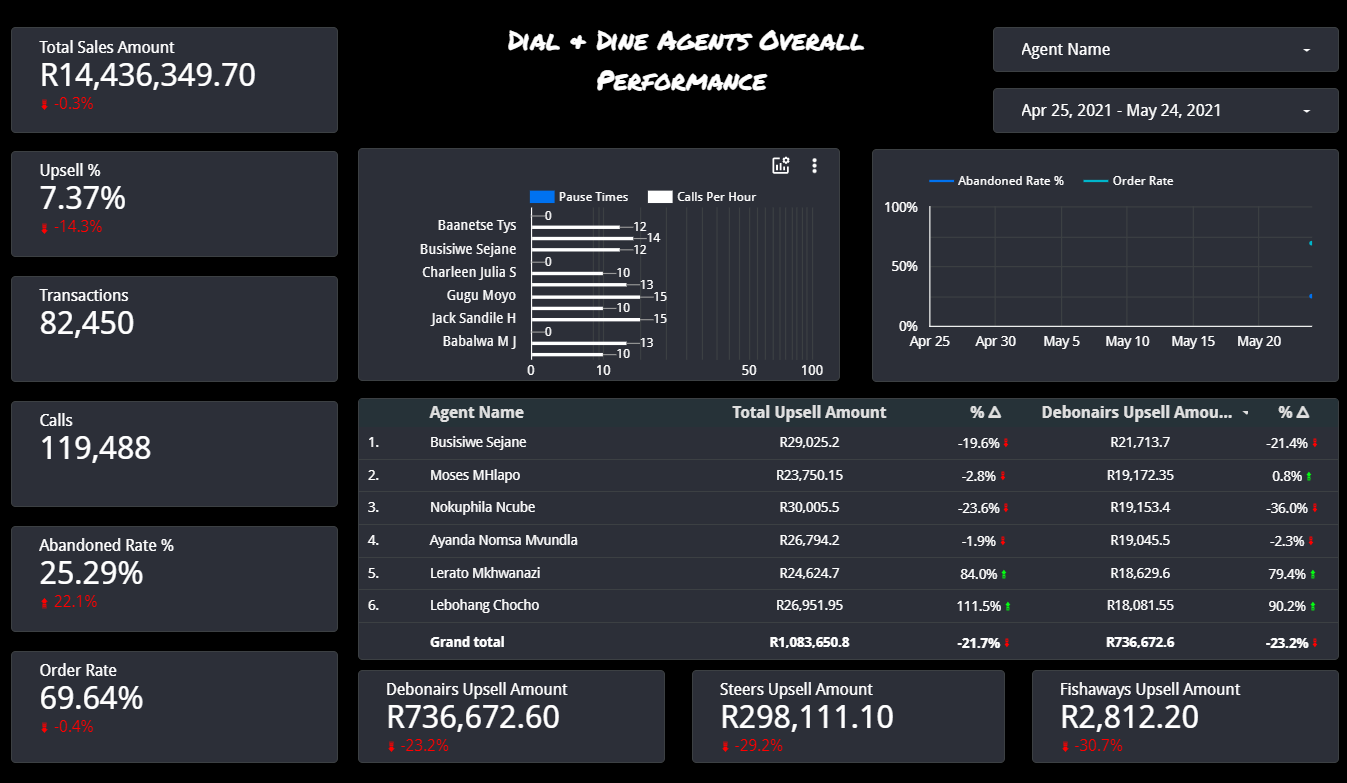 Total Sales Amount
R14,436,349.70
-0.3%
Dial & Dine Agents Overall
Performance
Agent Name
Apr 25, 2021 - May 24, 2021
Upsell %
7.37%
-14.3%
Transactions
82,450
Calls
119,488
Abandoned Rate %
25.29%
22.1%
Order Rate
69.64%
-0.4%
Pause Times Calls Per Hour
0
Baanetse Tys 12
14
Busisiwe Sejane 12
0
Charleen Julia S 10
13
Gugu Moyo 15
10
Jack Sandile H 15
0
Babalwa M J 13
10
0 10 50 100
Abandoned Rate % Order Rate
100%
50%
0%
Apr 25 Apr 30 May 5 May 10 May 15 May 20
Agent Name Total Upsell Amount % Δ Debonairs Upsell Amou... % Δ
1. Busisiwe Sejane R29,025.2 -19.6% R21,713.7 -21.4%
2. Moses MHlapo R23,750.15 -2.8% R19,172.35 0.8%
3. Nokuphila Ncube R30,005.5 -23.6% R19,153.4 -36.0%
4. Ayanda Nomsa Mvundla R26,794.2 -1.9% R19,045.5 -2.3%
5. Lerato Mkhwanazi R24,624.7 84.0% R18,629.6 79.4%
6. Lebohang Chocho R26,951.95 111.5% R18,081.55 90.2%
Grand total R1,083,650.8 -21.7% R736,672.6 -23.2%
Debonairs Upsell Amount
R736,672.60
-23.2%
Steers Upsell Amount
R298,111.10
-29.2%
Fishaways Upsell Amount
R2,812.20
-30.7%